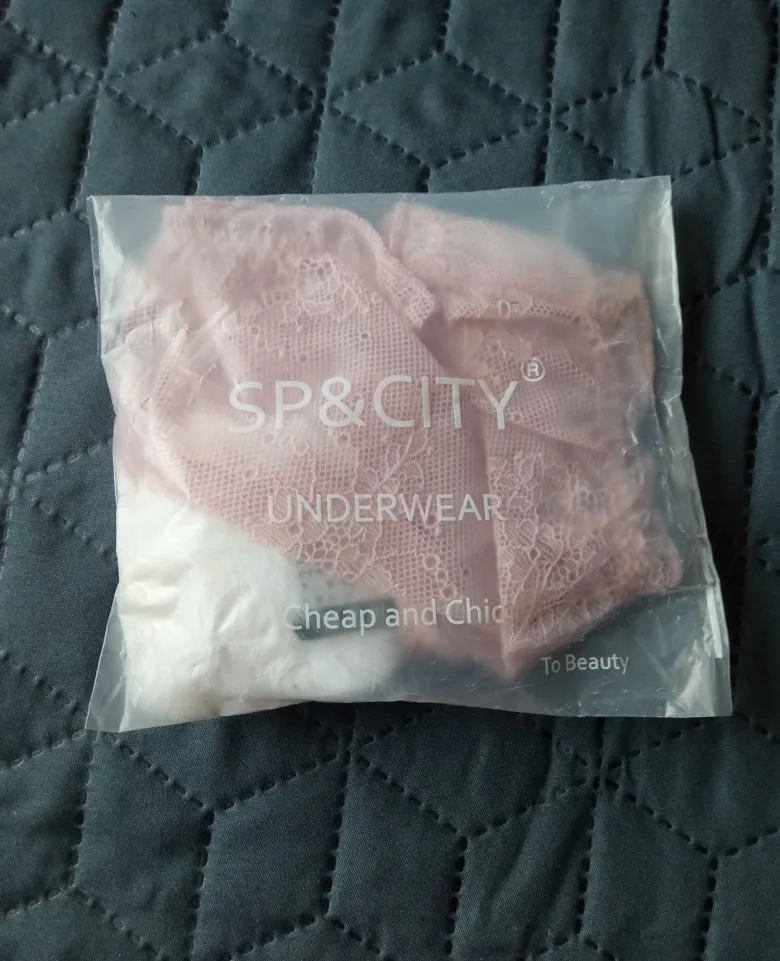 SP&CITY®
UNDERWEAR
Cheap and Chic
To Beauty